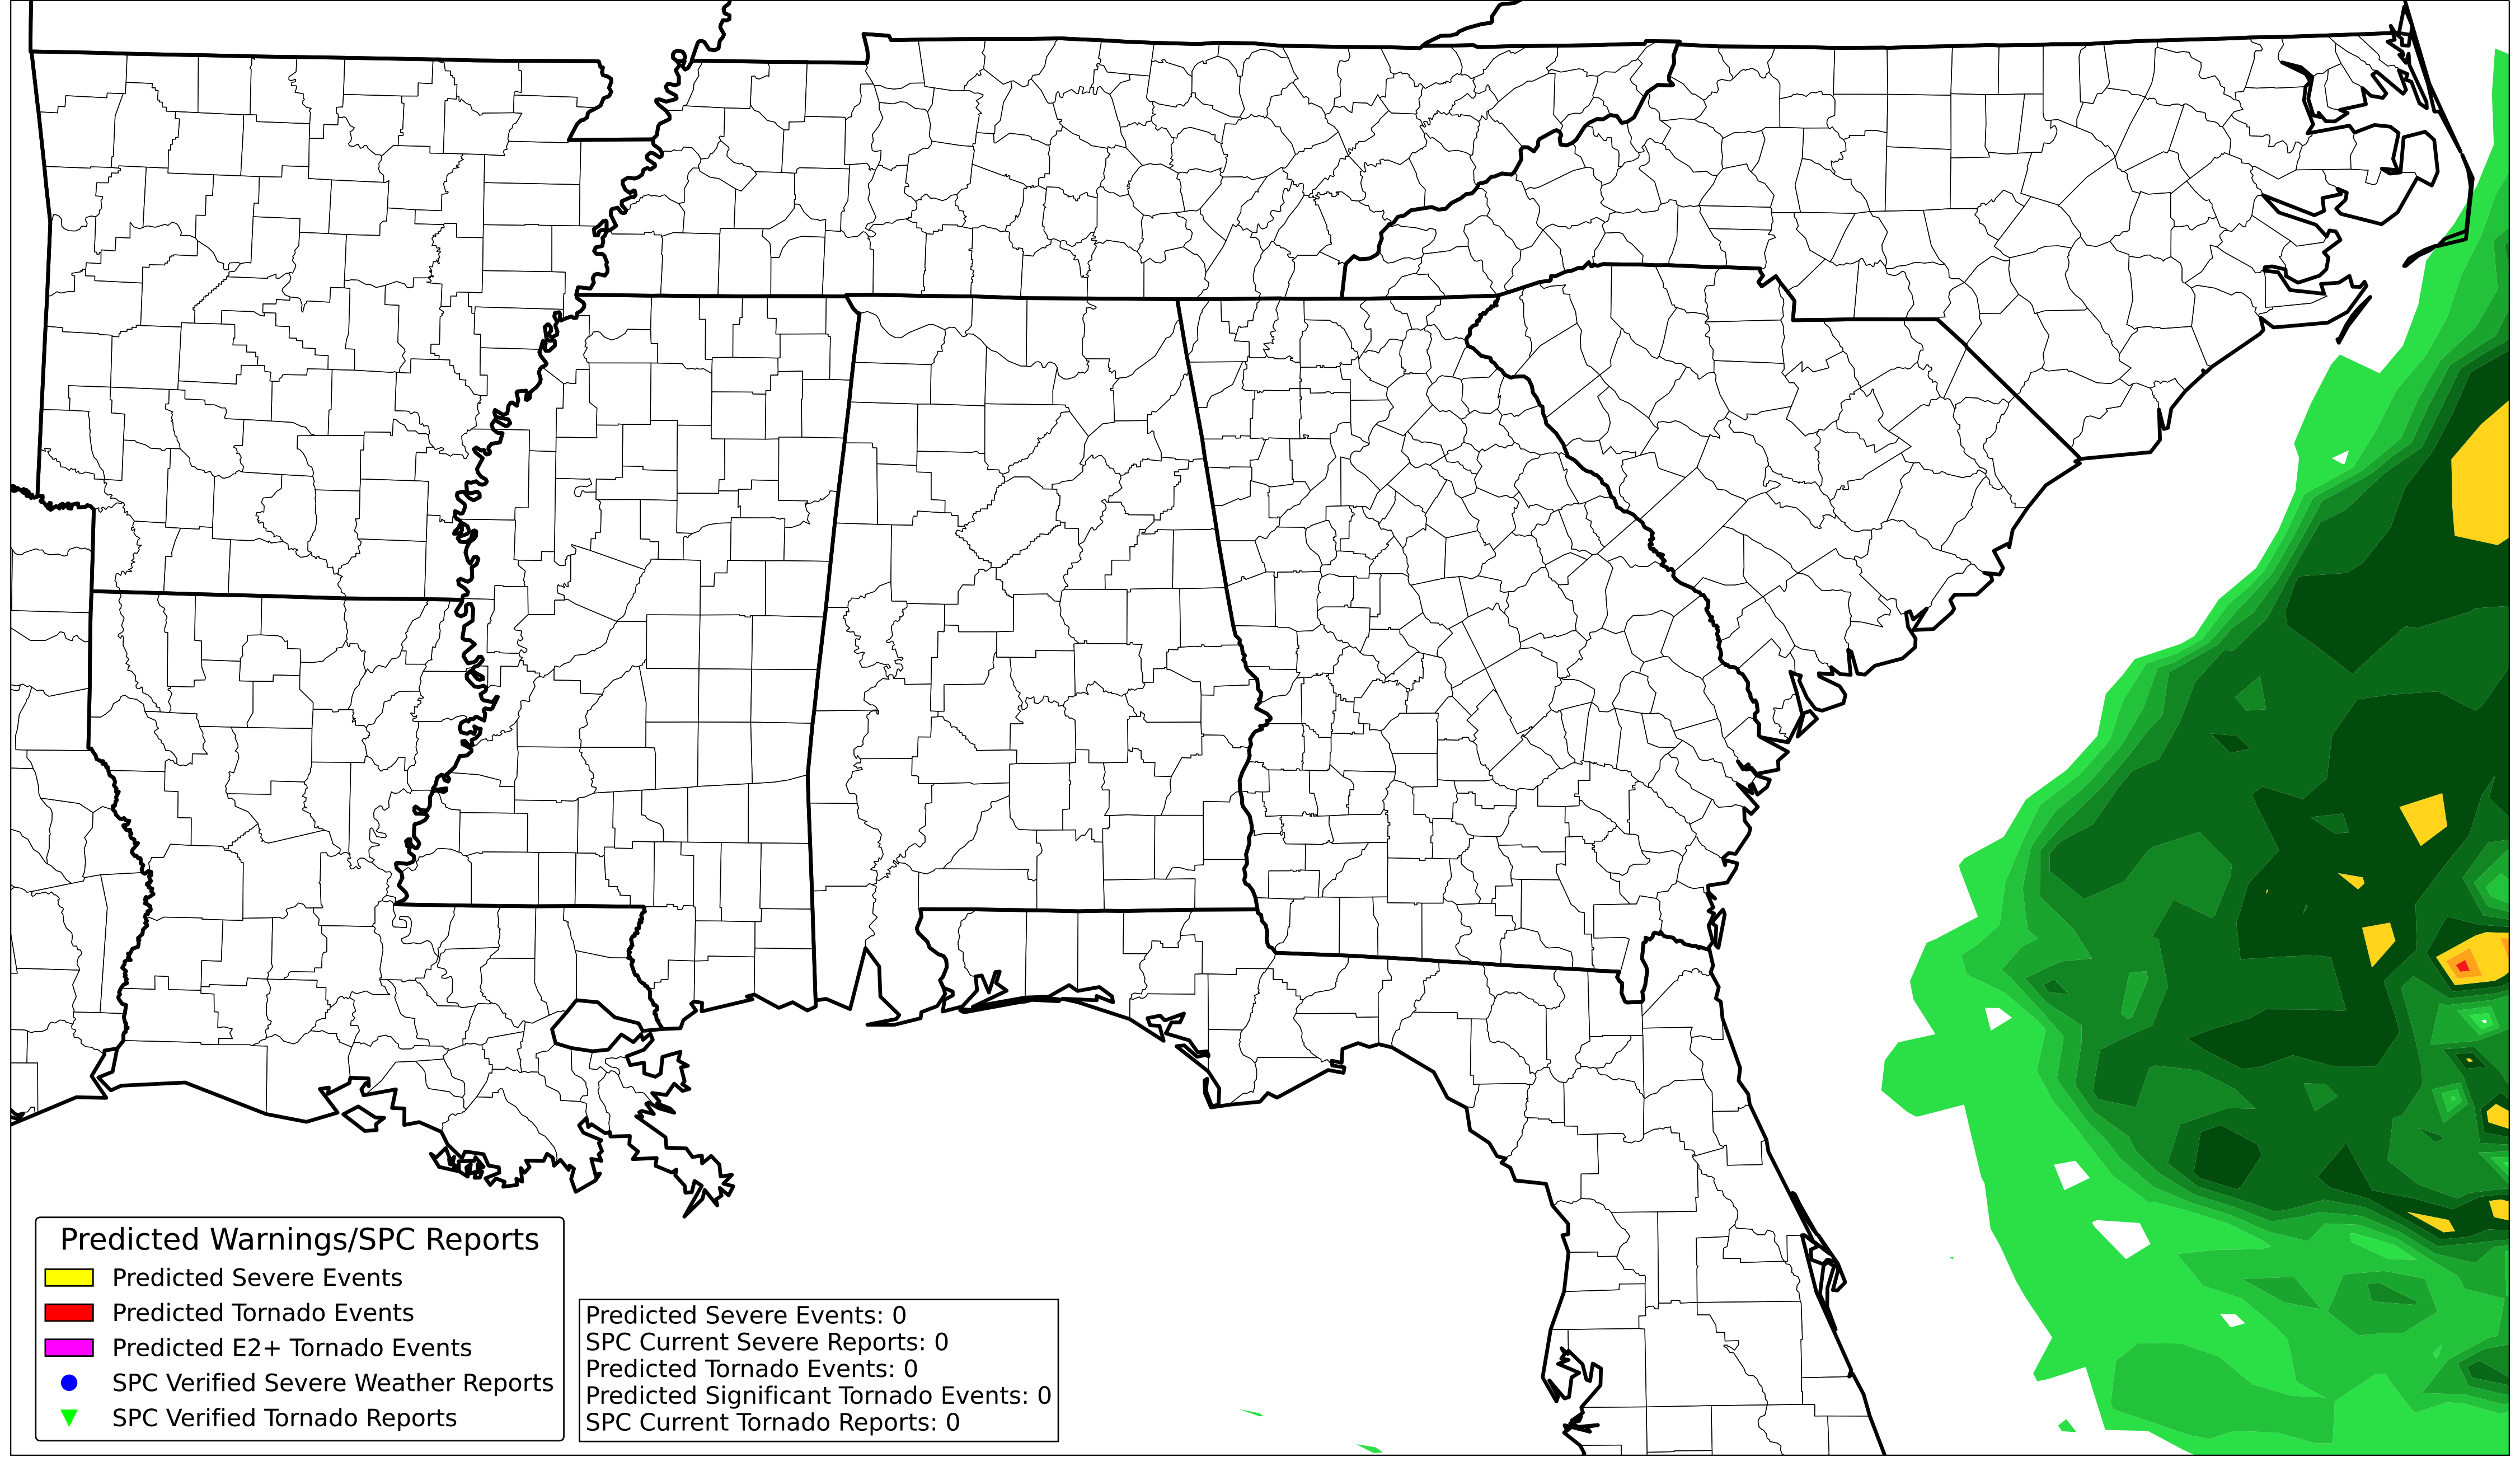 Predicted Warnings/SPC Reports
Predicted Severe Events
Predicted Tornado Events
Predicted E2+ Tornado Events
SPC Verified Severe Weather Reports
SPC Verified Tornado Reports
Predicted Severe Events: 0
SPC Current Severe Reports: 0
Predicted Tornado Events: 0
Predicted Significant Tornado Events: 0
SPC Current Tornado Reports: 0